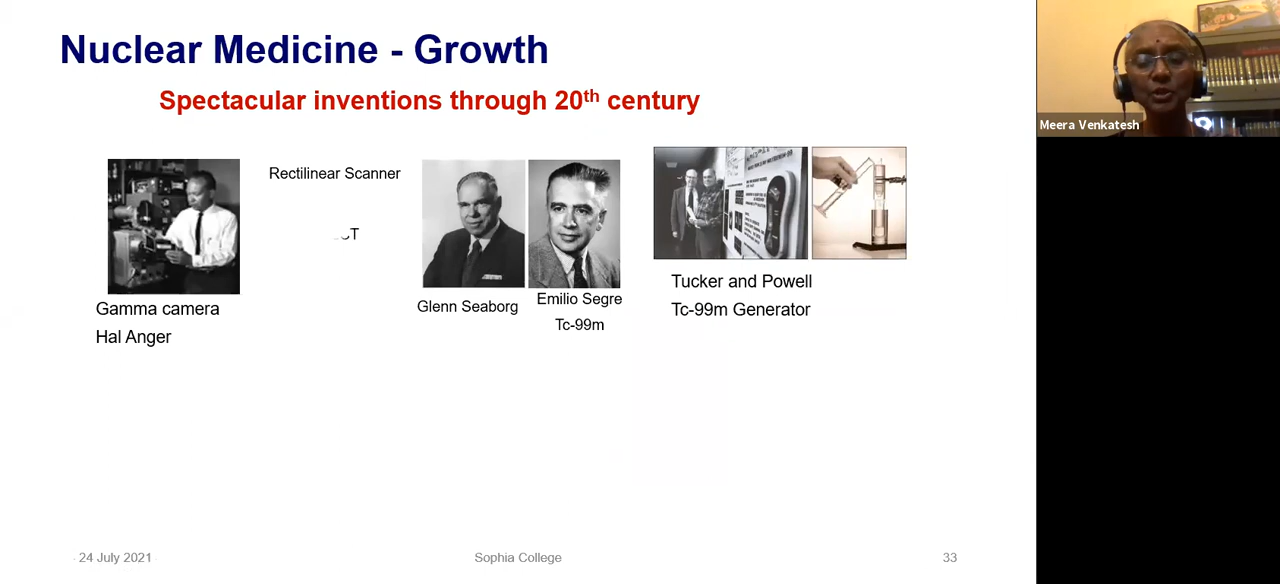 Nuclear Medicine - Growth
Spectacular inventions through 20th century
Rectilinear Scanner
Gamma camera
Hal Anger
Glenn Seaborg
Emilio Segre
Tc-99m
Tucker and Powell
Tc-99m Generator
24 July 2021
Sophia College
33
Meera Venkatesh